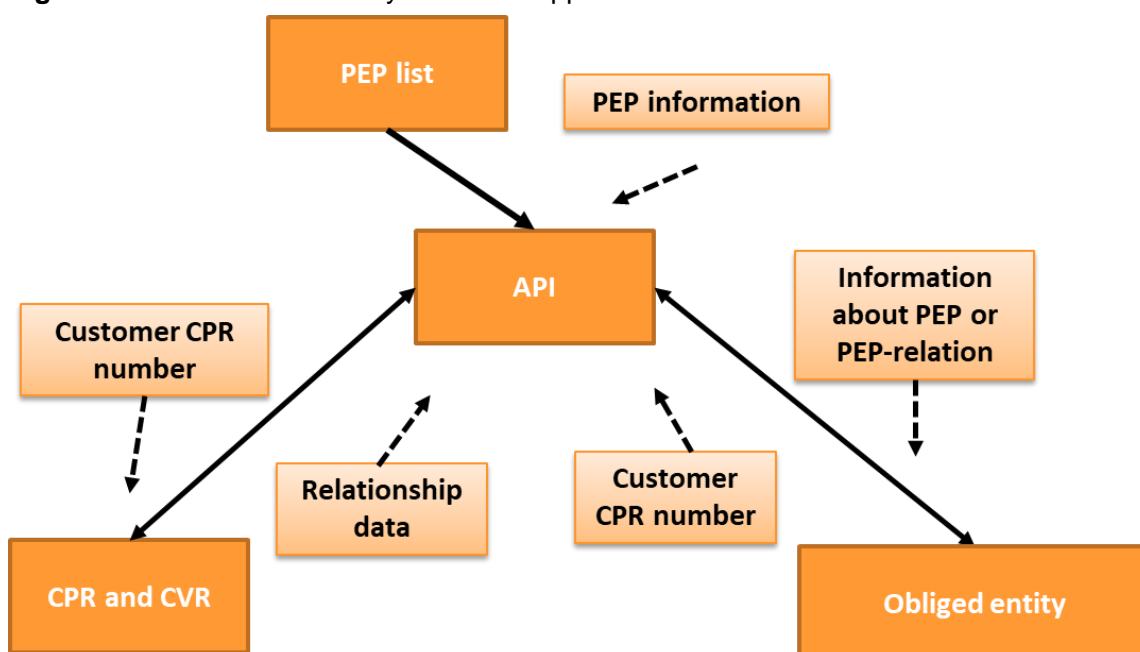 PEP list
PEP information
API
Information
about PEP or
PEP-relation
Customer CPR
number
Relationship
data
Customer
CPR number
CPR and CVR
Obliged entity